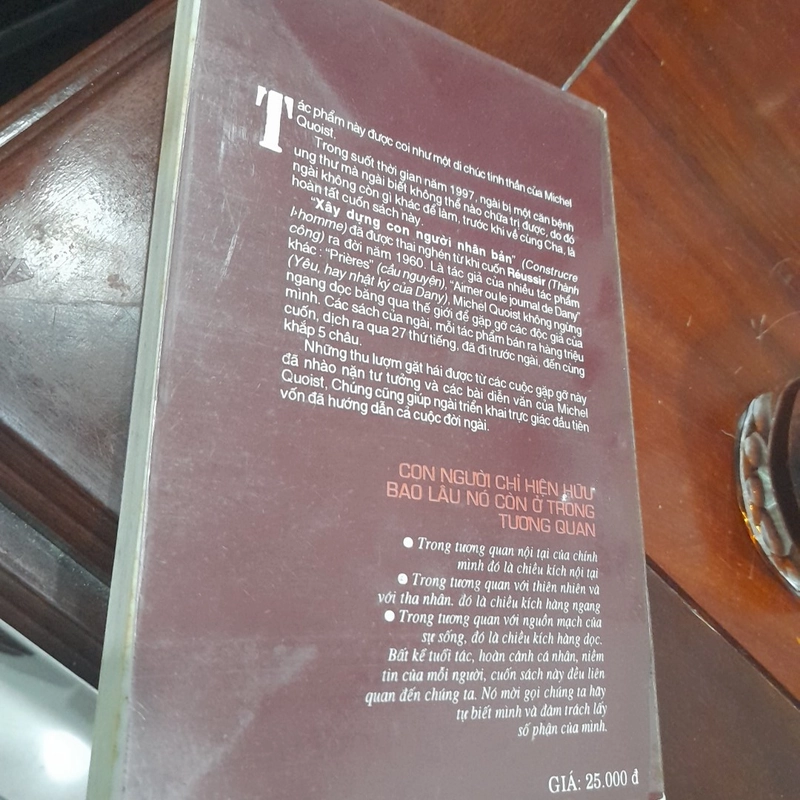 Tác phẩm này được coi như một di chúc tinh thần của Michel
Quoist.
Trong suốt thời gian năm 1997, ngài bị một căn bệnh
ung thư mà ngài biết không thể nào chữa trị được, do đó
ngài không còn gì khác để làm, trước khi về cùng Cha, là
hoàn tất cuốn sách này.
"Xây dựng con người nhân bản" (Construcre
l-homme) đã được thai nghén từ khi cuốn Réussir (Thành
công) ra đời năm 1960. Là tác giả của nhiều tác phẩm
khác : "Prières" (cầu nguyện), "Aimer ou le journal de Dany"
(Yêu, hay nhật ký của Dany), Michel Quoist không ngừng
ngang dọc băng qua thế giới để gặp gỡ các độc giả của
mình. Các sách của ngài, mỗi tác phẩm bán ra hàng triệu
cuốn, dịch ra qua 27 thứ tiếng, đã đi trước ngài, đến cùng
khắp 5 châu.
Những thu lượm gặt hái được từ các cuộc gặp gỡ này
đã nhào nặn tư tưởng và các bài diễn văn của Michel
Quoist, Chúng cũng giúp ngài triển khai trực giác đầu tiên
vốn đã hướng dẫn cả cuộc đời ngài.
CON NGƯỜI CHỈ HIỆN HỮU
BAO LÂU NÓ CÒN Ở TRONG
TƯƠNG QUAN
● Trong tương quan nội tại của chính
mình đó là chiều kích nội tại
● Trong tương quan với thiên nhiên và
với tha nhân. đó là chiều kích hàng ngang
● Trong tương quan với nguồn mạch của
sự sống, đó là chiều kích hàng dọc.
Bất kể tuổi tác, hoàn cảnh cá nhân, niềm
tin của mỗi người, cuốn sách này đều liên
quan đến chúng ta. Nó mời gọi chúng ta hãy
tự biết mình và đảm trách lấy
số phận của mình.
GIÁ: 25.000 đ